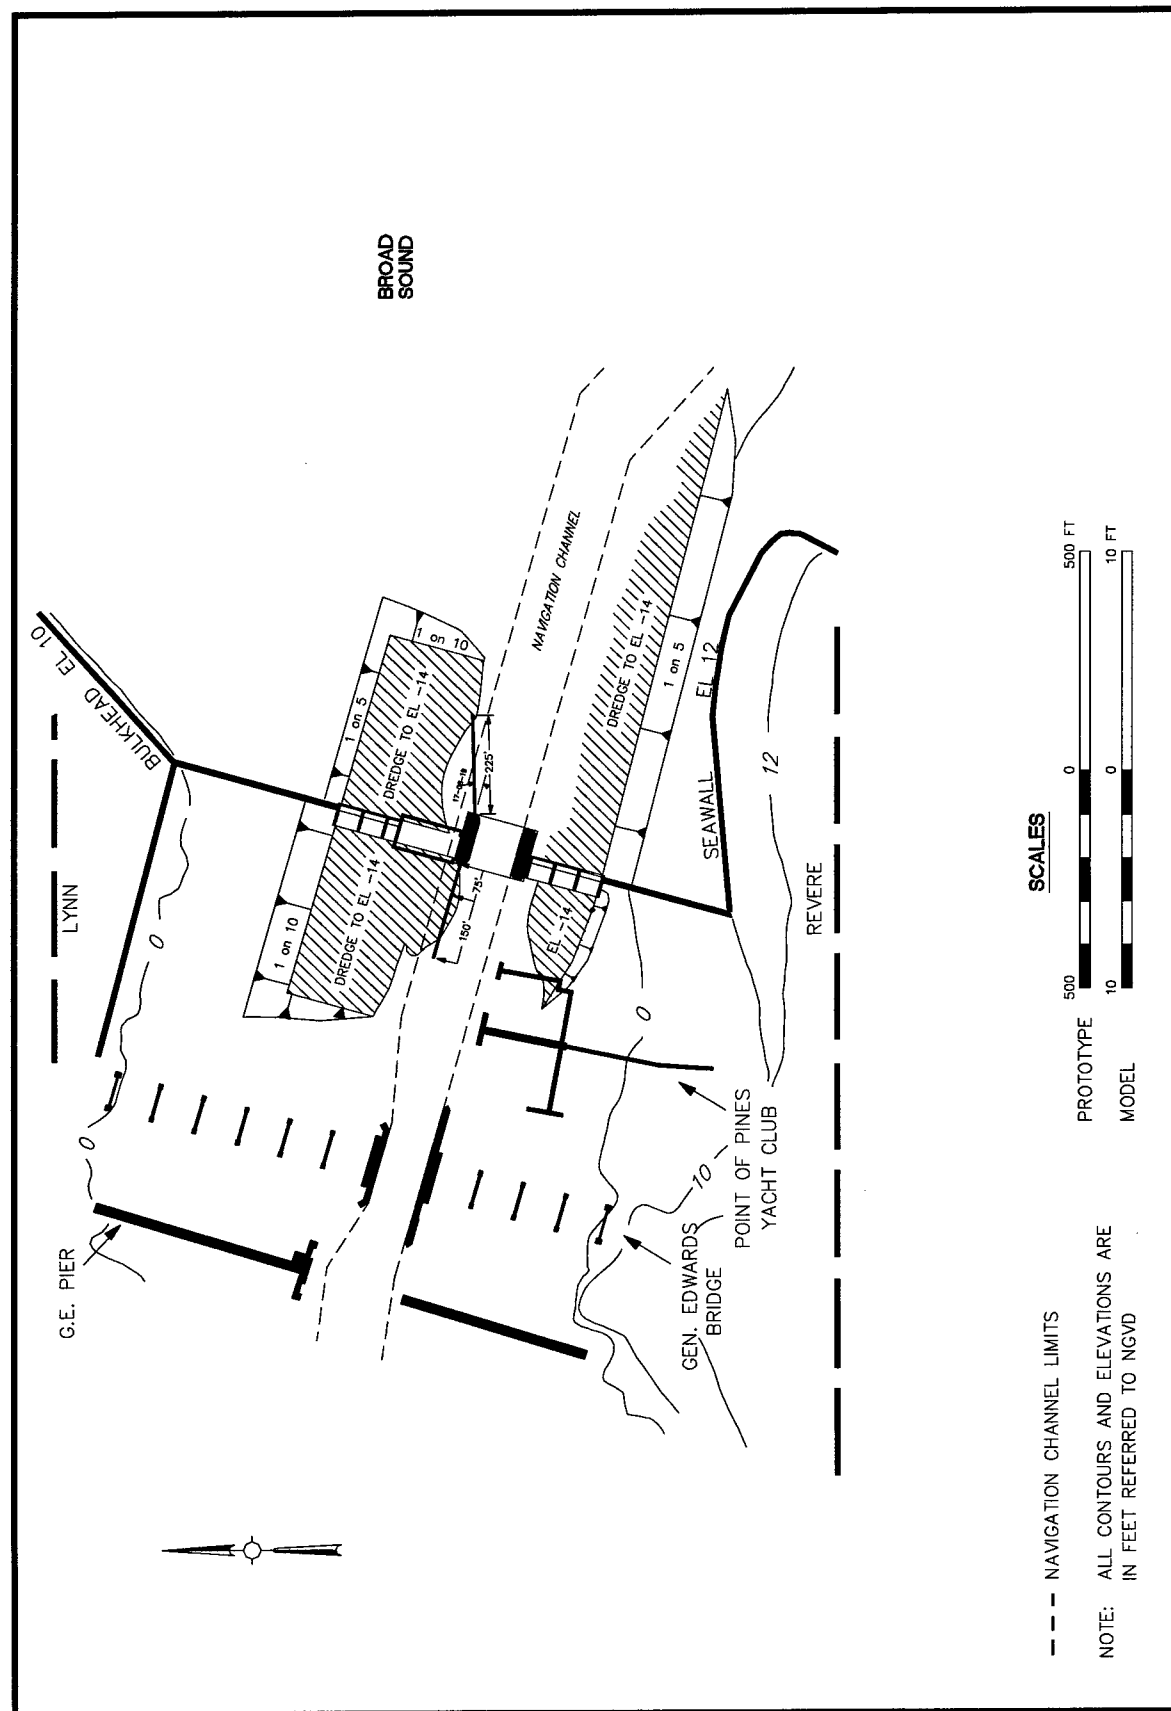 LYNN
BULKHEAD EL 10
G.E. PIER
0
0
1 on 10
1 on 5
1 on 10
DREDGE TO EL -14
DREDGE TO EL -14
BROAD
SOUND
150'
75'
225'
NAVIGATION CHANNEL
EL -14
DREDGE TO EL -14
1 on 5
0
10
GEN. EDWARDS
BRIDGE
POINT OF PINES
YACHT CLUB
SEAWALL
EL 12
12
REVERE
SCALES
PROTOTYPE
500
0
500 FT
MODEL
10
0
10 FT
NAVIGATION CHANNEL LIMITS
NOTE: ALL CONTOURS AND ELEVATIONS ARE
IN FEET REFERRED TO NGVD